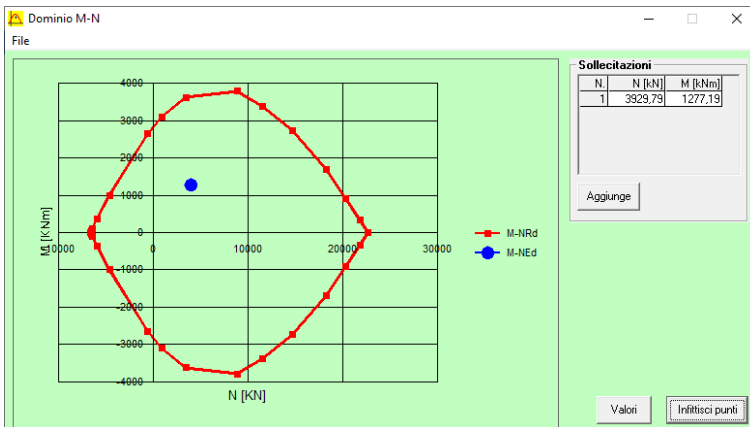 Dominio M-N
File
4000
3000
2000
1000
0
-1000
-2000
-3000
-4000
M [KNm]
-10000 0 10000 20000 30000
N [KN]
M-NRd
M-NEd
Sollecitazioni
N. N [kN] M [kNm]
1 3929,79 1277,19
Aggiunge
Valori
Infittisci punti